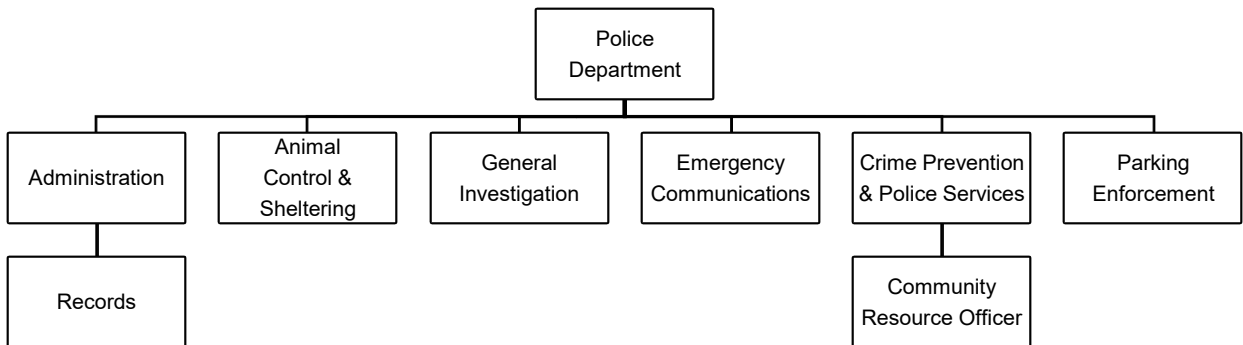 Police
Department
Administration
Animal
Control &
Sheltering
General
Investigation
Emergency
Communications
Crime Prevention
& Police Services
Parking
Enforcement
Records
Community
Resource Officer